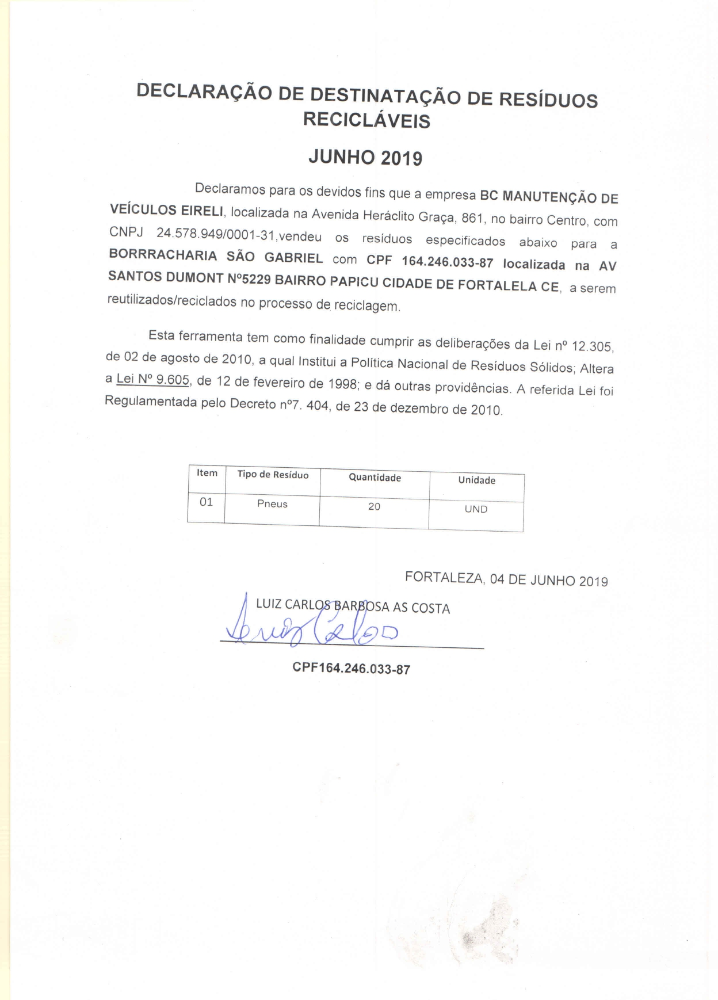 DECLARAÇÃO DE DESTINATAÇÃO DE RESÍDUOS
RECICLÁVEIS
JUNHO 2019
Declaramos para os devidos fins que a empresa BC MANUTENÇÃO DE
VEÍCULOS EIRELI, localizada na Avenida Heráclito Graça, 861, no bairro Centro, com
CNPJ 24.578.949/0001-31,vendeu os resíduos especificados abaixo para a
BORRRACHARIA SÃO GABRIEL com CPF 164.246.033-87 localizada na AV
SANTOS DUMONT Nº5229 BAIRRO PAPICU CIDADE DE FORTALELA CE, a serem
reutilizados/reciclados no processo de reciclagem.
Esta ferramenta tem como finalidade cumprir as deliberações da Lei nº 12.305,
de 02 de agosto de 2010, a qual Institui a Política Nacional de Resíduos Sólidos; Altera
a Lei Nº 9.605, de 12 de fevereiro de 1998; e dá outras providências. A referida Lei foi
Regulamentada pelo Decreto nº7. 404, de 23 de dezembro de 2010.
Item Tipo de Resíduo Quantidade Unidade
01 Pneus 20 UND
FORTALEZA, 04 DE JUNHO 2019
LUIZ CARLOS BARBOSA AS COSTA
Luiz Carlos
CPF164.246.033-87